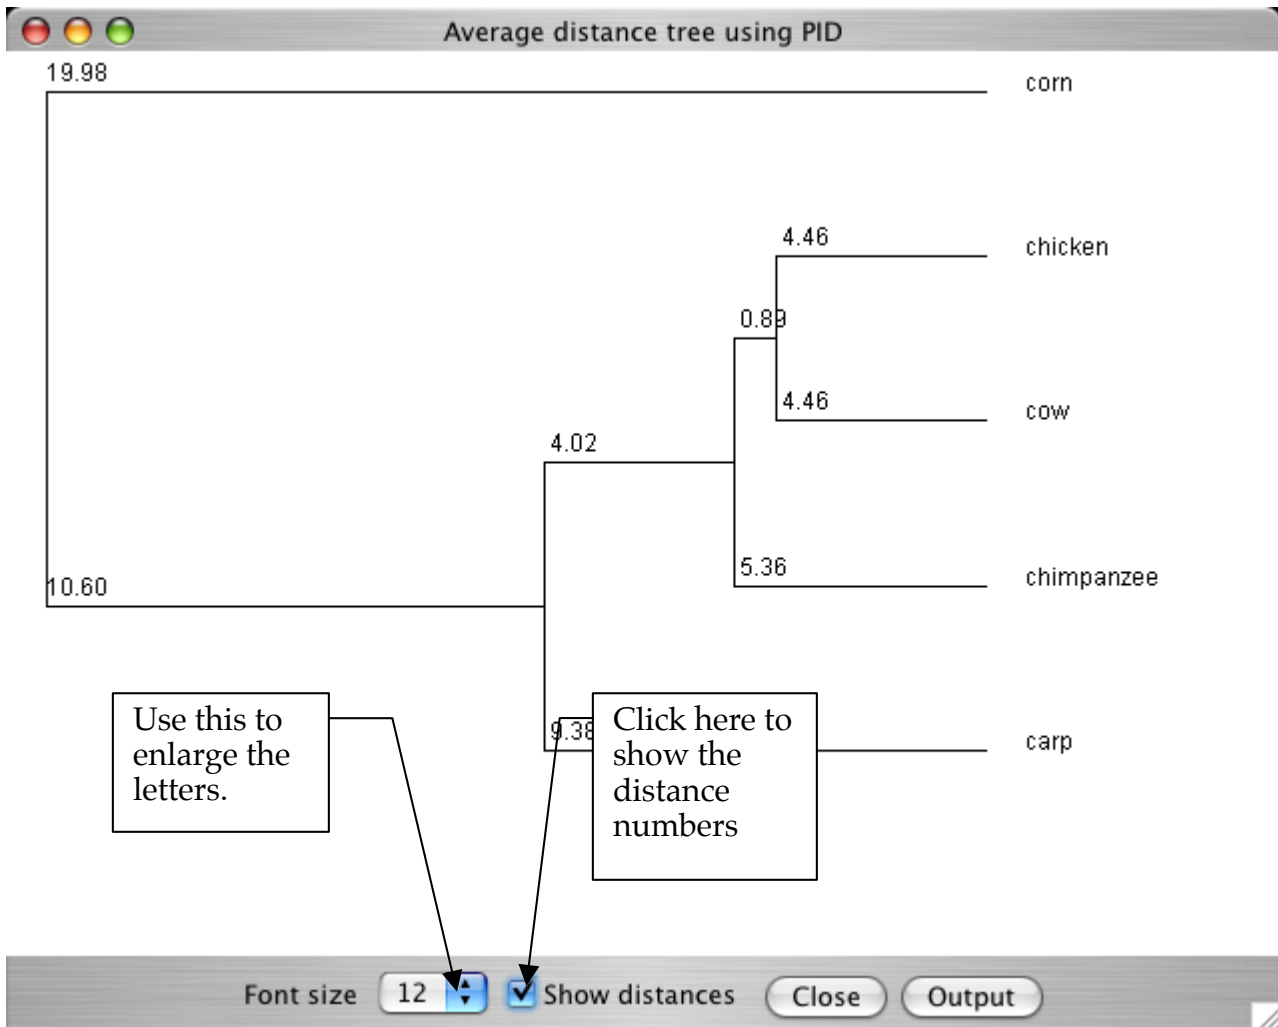 Average distance tree using PID
19.98
corn
4.46
chicken
0.89
4.46
cow
4.02
5.36
chimpanzee
10.60
9.38
carp
Use this to
enlarge the
letters.
Click here to
show the
distance
numbers
Font size 12 Show distances Close Output